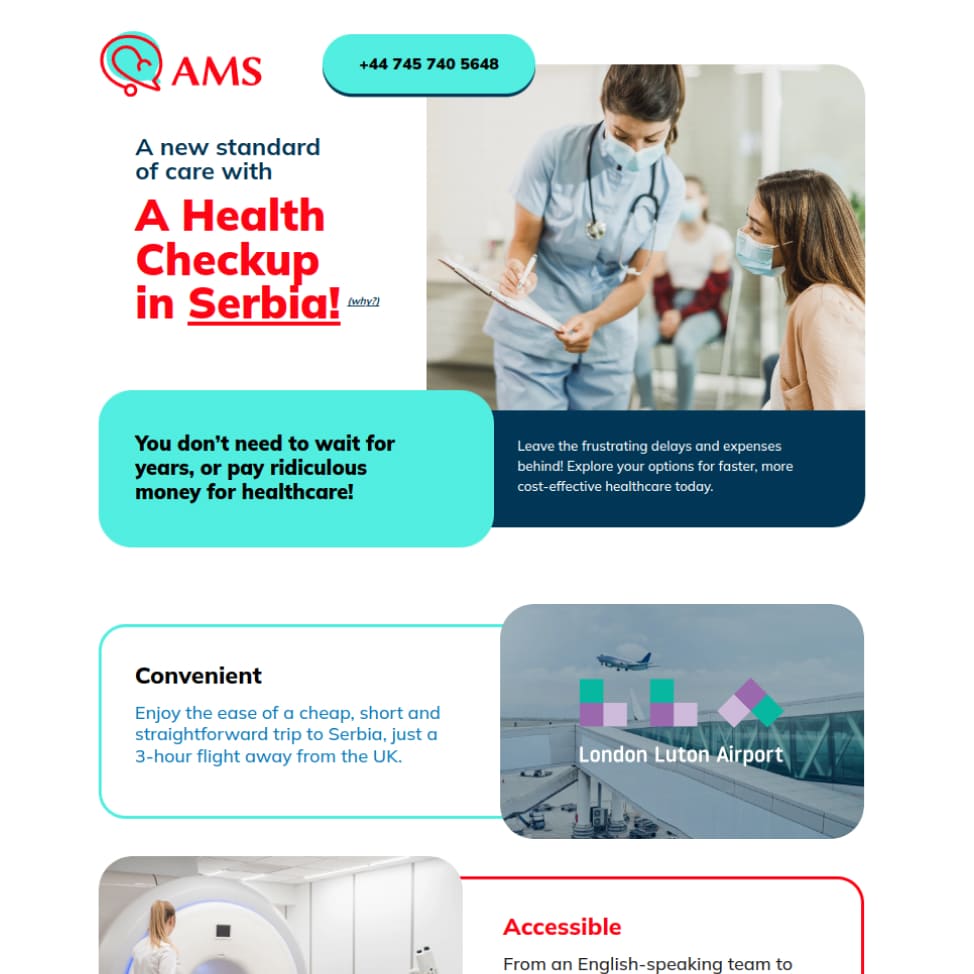 AMS
+44 745 740 5648
A new standard
of care with
A Health
Checkup
in Serbia! (why?)
You don't need to wait for
years, or pay ridiculous
money for healthcare!
Leave the frustrating delays and expenses
behind! Explore your options for faster, more
cost-effective healthcare today.
Convenient
Enjoy the ease of a cheap, short and
straightforward trip to Serbia, just a
3-hour flight away from the UK.
LLA
London Luton Airport
Accessible
From an English-speaking team to